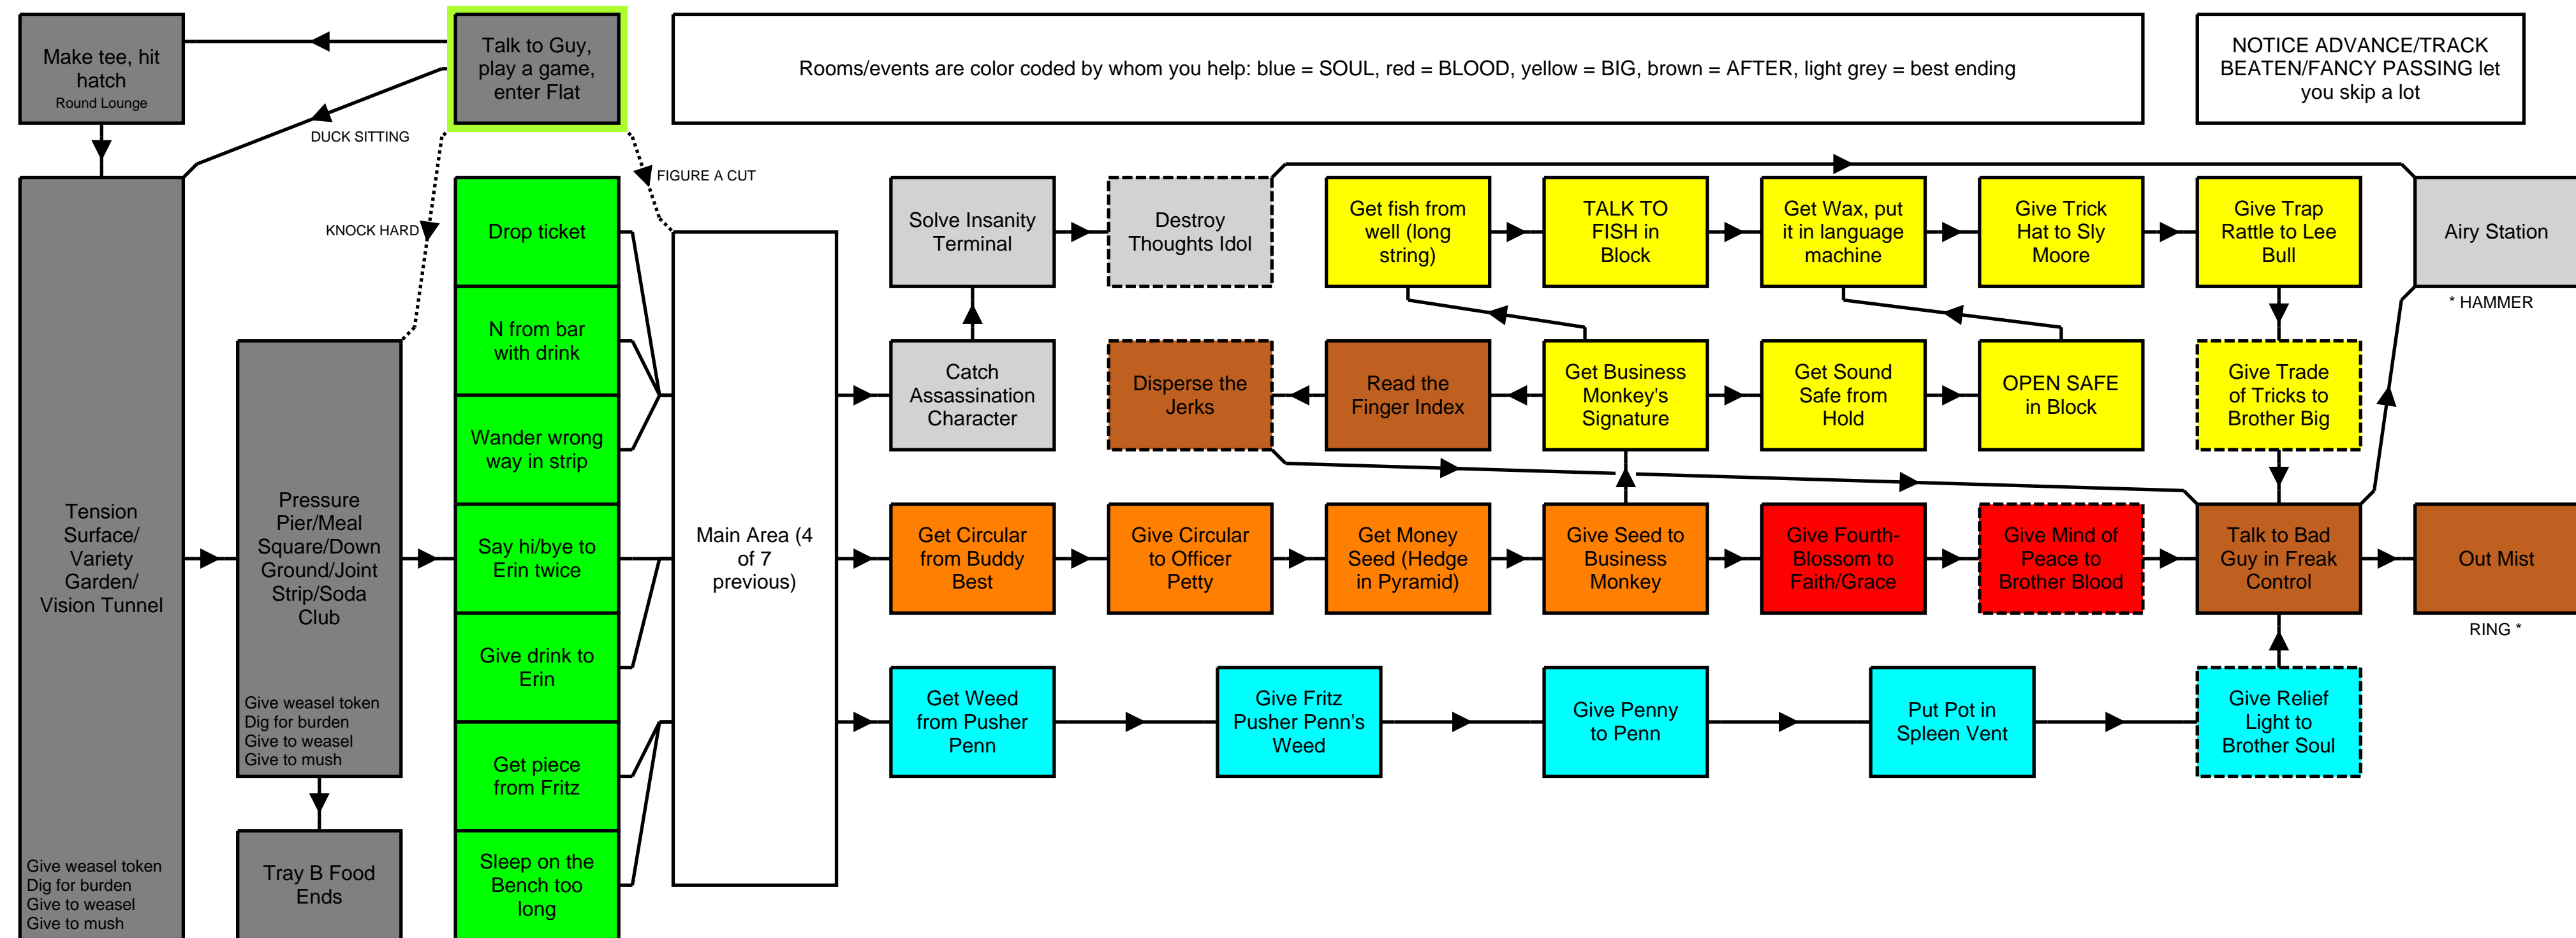 Make tee, hit
hatch
Round Lounge
Talk to Guy,
play a game,
enter Flat
Rooms/events are color coded by whom you help: blue = SOUL, red = BLOOD, yellow = BIG, brown = AFTER, light grey = best ending
NOTICE ADVANCE/TRACK
BEATEN/FANCY PASSING let
you skip a lot
DUCK SITTING
KNOCK HARD
FIGURE A CUT
Drop ticket
Solve Insanity
Terminal
Destroy
Thoughts Idol
Get fish from
well (long
string)
TALK TO
FISH in
Block
Get Wax, put
it in language
machine
Give Trick
Hat to Sly
Moore
Give Trap
Rattle to Lee
Bull
Airy Station
* HAMMER
N from bar
with drink
Wander wrong
way in strip
Catch
Assassination
Character
Disperse the
Jerks
Read the
Finger Index
Get Business
Monkey's
Signature
Get Sound
Safe from
Hold
OPEN SAFE
in Block
Give Trade
of Tricks to
Brother Big
Tension
Surface/
Variety
Garden/
Vision Tunnel
Give weasel token
Dig for burden
Give to weasel
Give to mush
Pressure
Pier/Meal
Square/Down
Ground/Joint
Strip/Soda
Club
Give weasel token
Dig for burden
Give to weasel
Give to mush
Say hi/bye to
Erin twice
Main Area (4
of 7
previous)
Get Circular
from Buddy
Best
Give Circular
to Officer
Petty
Get Money
Seed (Hedge
in Pyramid)
Give Seed to
Business
Monkey
Give Fourth-
Blossom to
Faith/Grace
Give Mind of
Peace to
Brother Blood
Talk to Bad
Guy in Freak
Control
Out Mist
RING *
Give drink to
Erin
Get piece
from Fritz
Get Weed
from Pusher
Penn
Give Fritz
Pusher Penn's
Weed
Give Penny
to Penn
Put Pot in
Spleen Vent
Give Relief
Light to
Brother Soul
Tray B Food
Ends
Sleep on the
Bench too
long